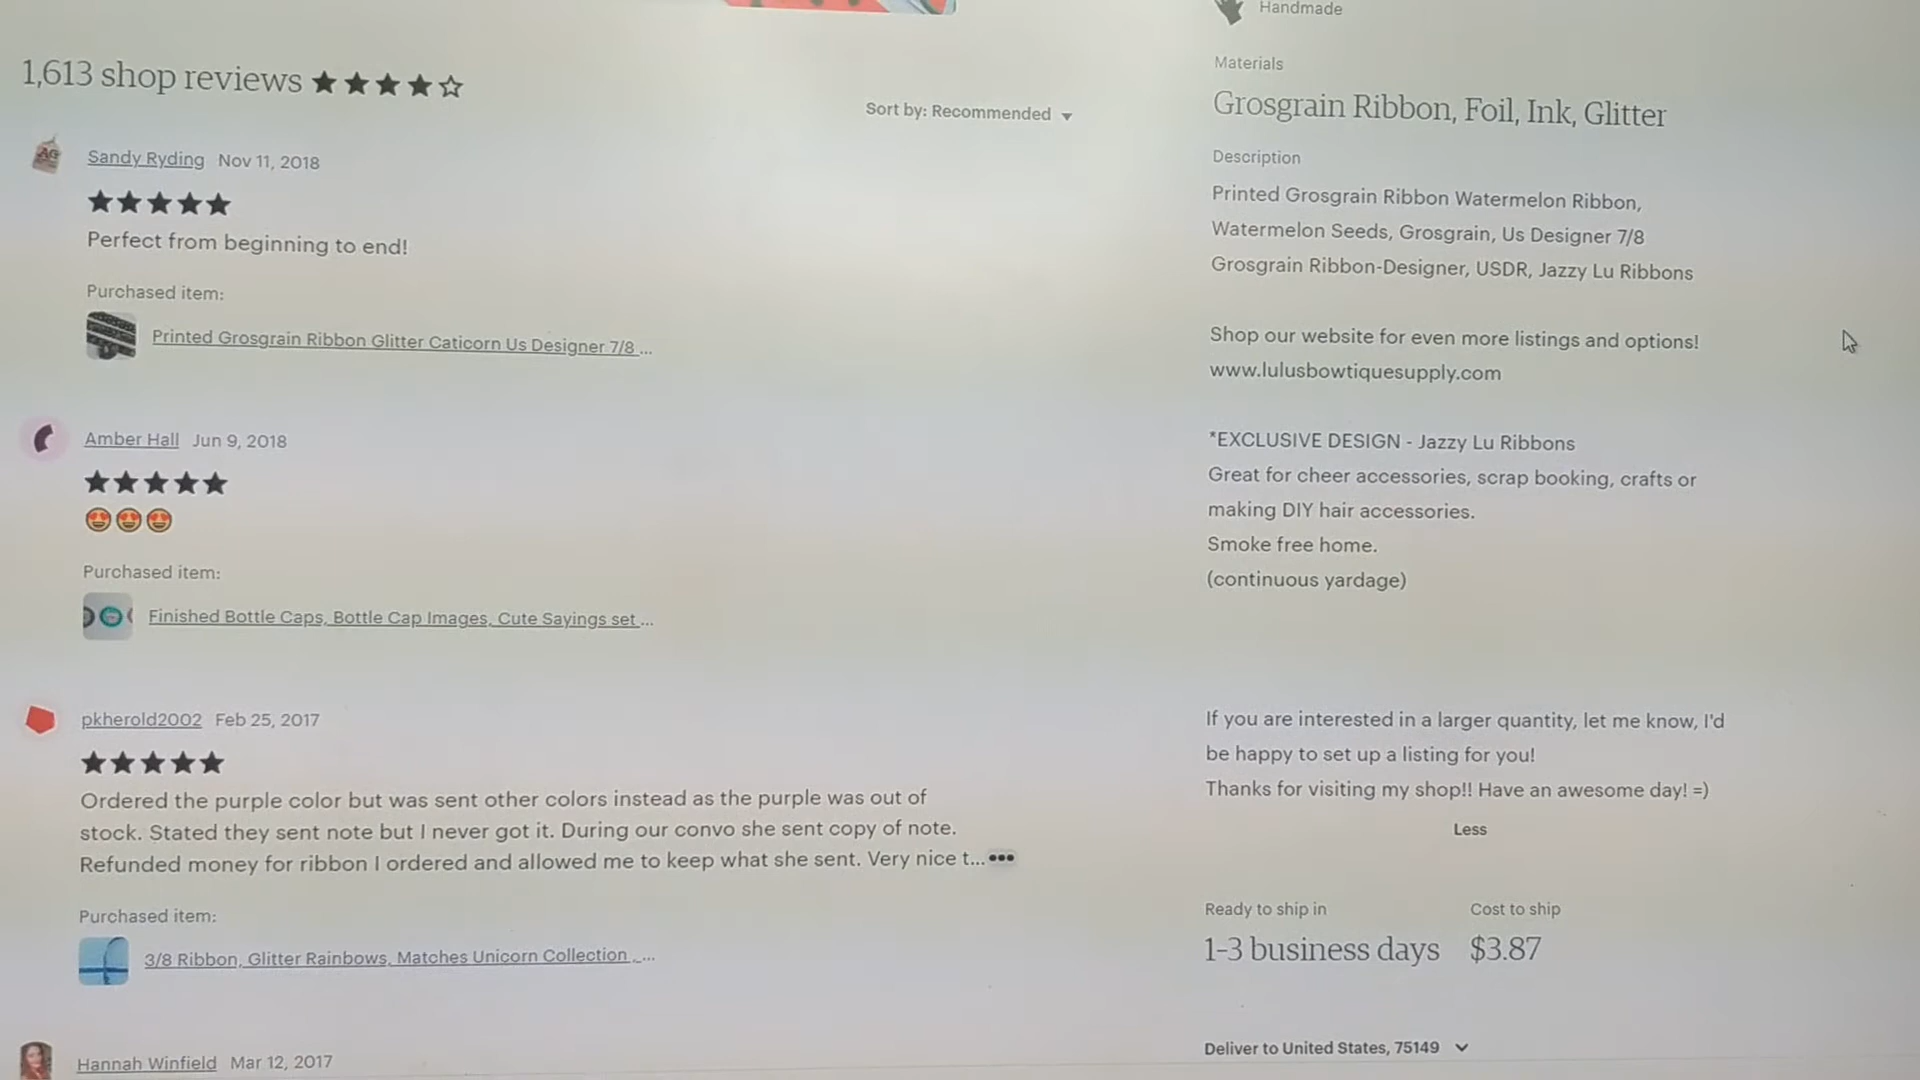 1,613 shop reviews
Sort by: Recommended
Sandy Ryding Nov 11, 2018
Perfect from beginning to end!
Purchased item:
Printed Grosgrain Ribbon Glitter Caticorn Us Designer 7/8 ...
Amber Hall Jun 9, 2018
Purchased item:
Finished Bottle Caps, Bottle Cap Images, Cute Sayings set ...
pkherold2002 Feb 25, 2017
Ordered the purple color but was sent other colors instead as the purple was out of
stock. Stated they sent note but I never got it. During our convo she sent copy of note.
Refunded money for ribbon I ordered and allowed me to keep what she sent. Very nice t...
Purchased item:
3/8 Ribbon, Glitter Rainbows, Matches Unicorn Collection , ...
Hannah Winfield Mar 12, 2017
Handmade
Materials
Grosgrain Ribbon, Foil, Ink, Glitter
Description
Printed Grosgrain Ribbon Watermelon Ribbon,
Watermelon Seeds, Grosgrain, Us Designer 7/8
Grosgrain Ribbon-Designer, USDR, Jazzy Lu Ribbons
Shop our website for even more listings and options!
www.lulusbowtiquesupply.com
*EXCLUSIVE DESIGN - Jazzy Lu Ribbons
Great for cheer accessories, scrap booking, crafts or
making DIY hair accessories.
Smoke free home.
(continuous yardage)
If you are interested in a larger quantity, let me know, I'd
be happy to set up a listing for you!
Thanks for visiting my shop!! Have an awesome day! =)
Less
Ready to ship in Cost to ship
1-3 business days $3.87
Deliver to United States, 75149